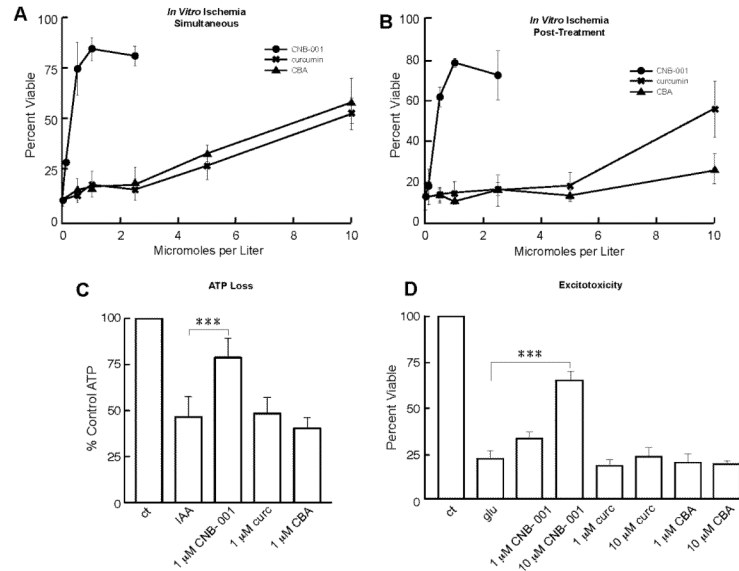 A
In Vitro Ischemia
Simultaneous
100
75
50
25
0
Percent Viable
CNB-001
curcumin
CBA
0 2 4 6 8 10
Micromoles per Liter
B
In Vitro Ischemia
Post-Treatment
100
80
60
40
20
0
Percent Viable
CNB-001
curcumin
CBA
0 2 4 6 8 10
Micromoles per Liter
C
ATP Loss
100
75
50
25
0
% Control ATP
***
ct
IAA
1 µM CNB- 001
1 µM curc
1 µM CBA
D
Excitotoxicity
100
75
50
25
0
Percent Viable
***
ct
glu
1 µM CNB-001
10 µM CNB- 001
1 µM curc
10 µM curc
1 µM CBA
10 µM CBA